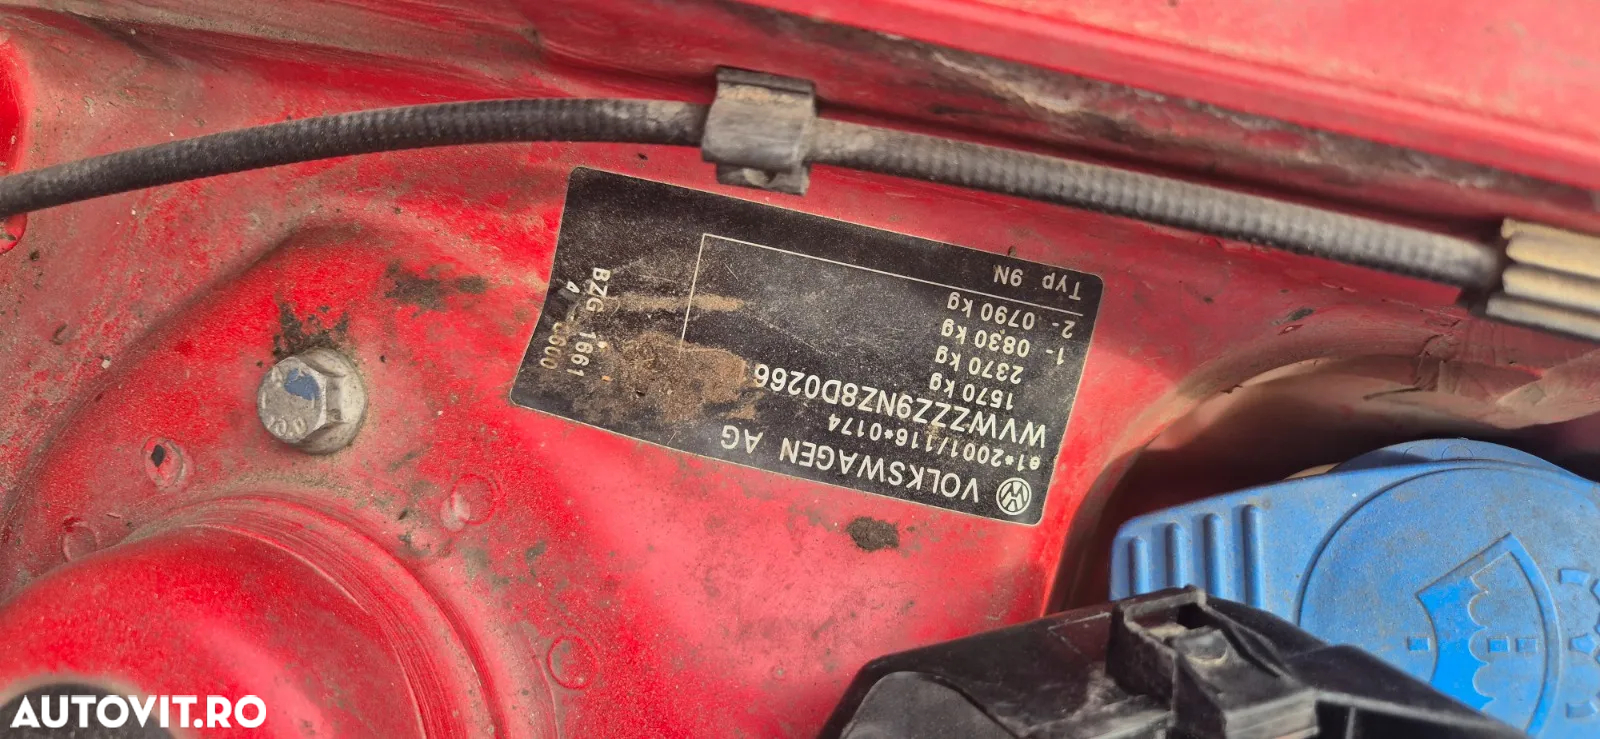 VOLKSWAGEN AG
e1*2001/116*0174
WVWZZZ9NZ8D0266
1570 kg
2370 kg
1- 0830 kg
2- 0790 kg
Typ 9N
BZG 1661
AUTOVIT.RO